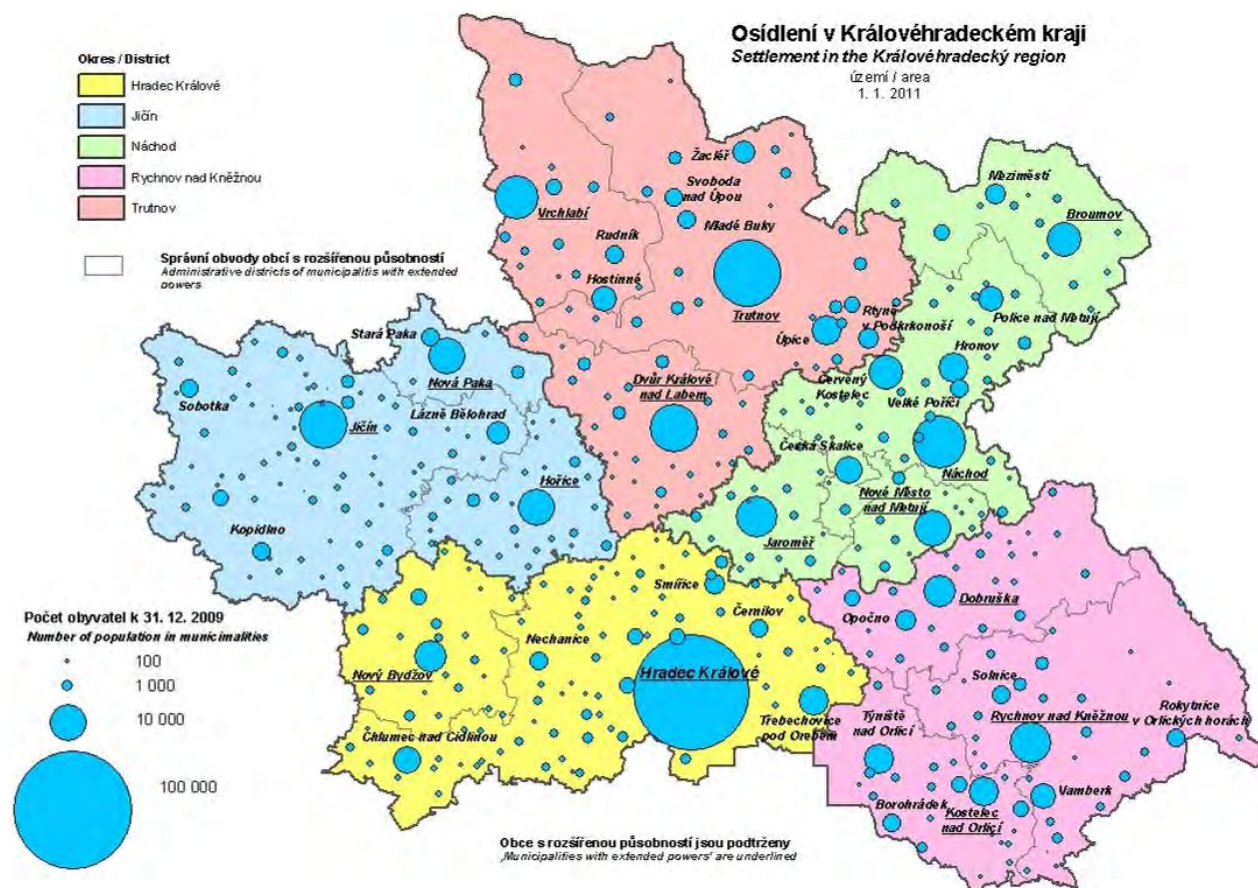 Osídlení v Královéhradeckém kraji
Settlement in the Královéhradecký region
území / area
1. 1. 2011
Okres / District
Hradec Králové
Jičín
Náchod
Rychnov nad Kněžnou
Trutnov
Správní obvody obcí s rozšířenou působností
Administrative districts of municipalitis with extended
powers
Žacléř
Svoboda
nad Úpou
Vrchlabí
Mladé Buky
Rudník
Hostinné
Trutnov
Meziměstí
Broumov
Police nad Metují
Rtyně
v Podkrkonoší
Úpice
Hronov
Stará Paka
Nová Paka
Sobotka
Lázně Bělohrad
Jičín
Dvůr Králové
nad Labem
Červený
Kostelec
Velké Poříčí
Česká Skalice
Náchod
Nové Město
nad Metují
Hořice
Kopidlno
Jaroměř
Smiřice
Černilov
Nechanice
Nový Bydžov
Hradec Králové
Třebechovice
pod Orebem
Chlumec nad Cidlinou
Opočno
Dobruška
Solnice
Týniště
nad Orlicí
Rychnov nad Kněžnou
Rokytnice
v Orlických horách
Borohrádek
Kostelec
nad Orlicí
Vamberk
Počet obyvatel k 31. 12. 2009
Number of population in municimalities
100
1 000
10 000
100 000
Obce s rozšířenou působností jsou podtrženy
‚Municipalities with extended powers' are underlined